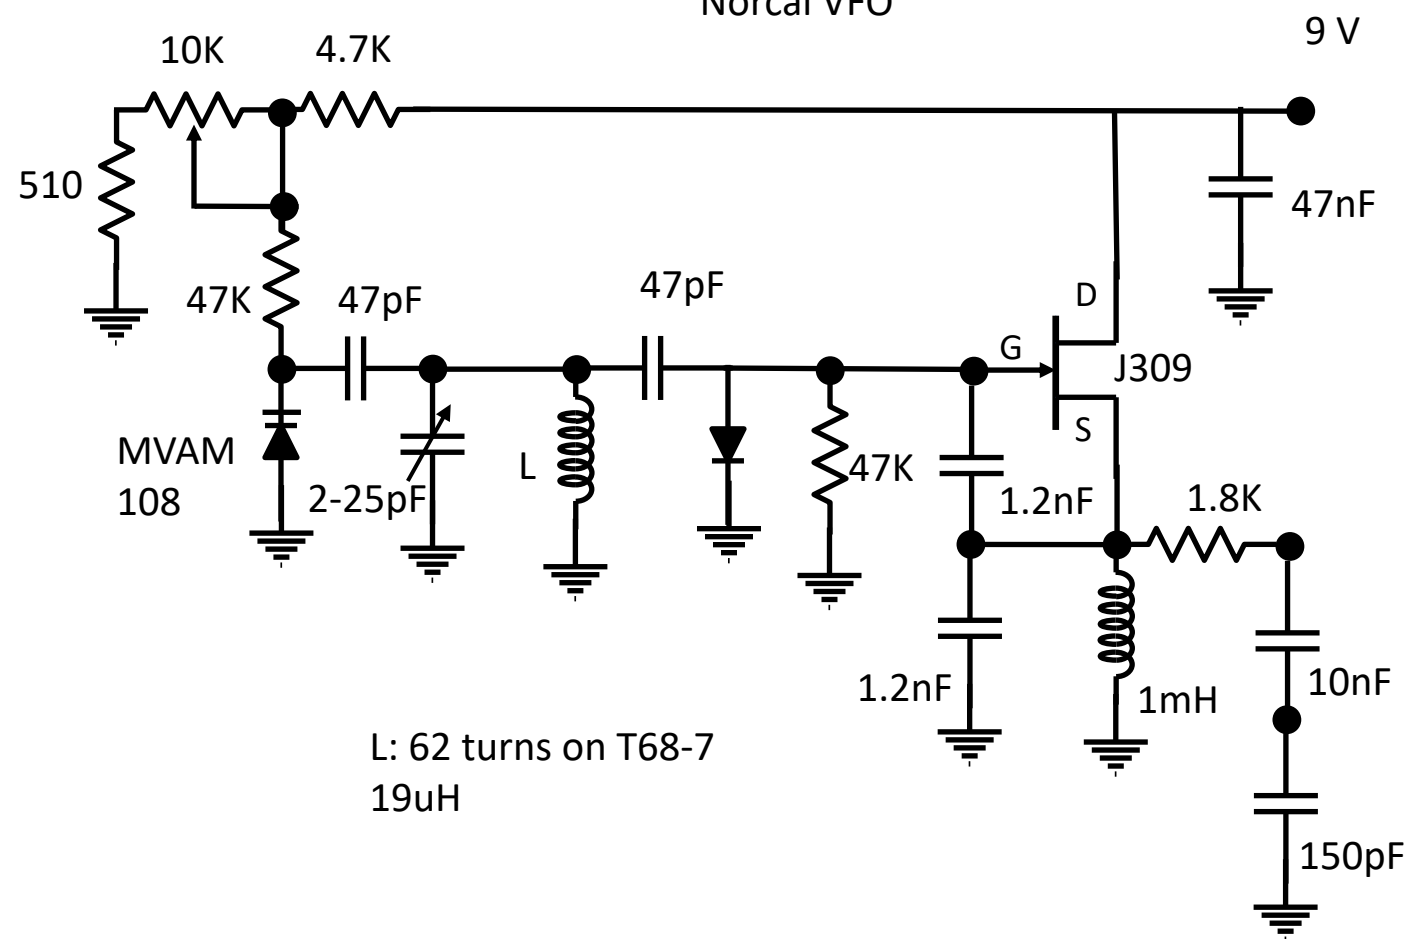 Norcal VFO
9 V
10K
4.7K
510
47nF
47K
47pF
47pF
D
G
J309
S
MVAM
108
2-25pF
L
47K
1.2nF
1.8K
1.2nF
1mH
10nF
L: 62 turns on T68-7
19uH
150pF